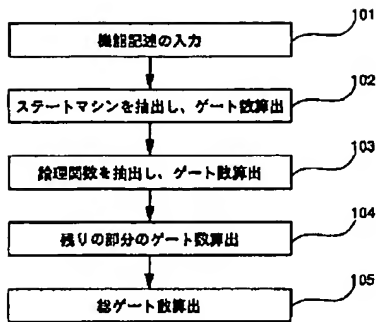 101
機能記述の入力
102
ステートマシンを抽出し、ゲート数算出
103
論理関数を抽出し、ゲート数算出
104
残りの部分のゲート数算出
105
総ゲート数算出